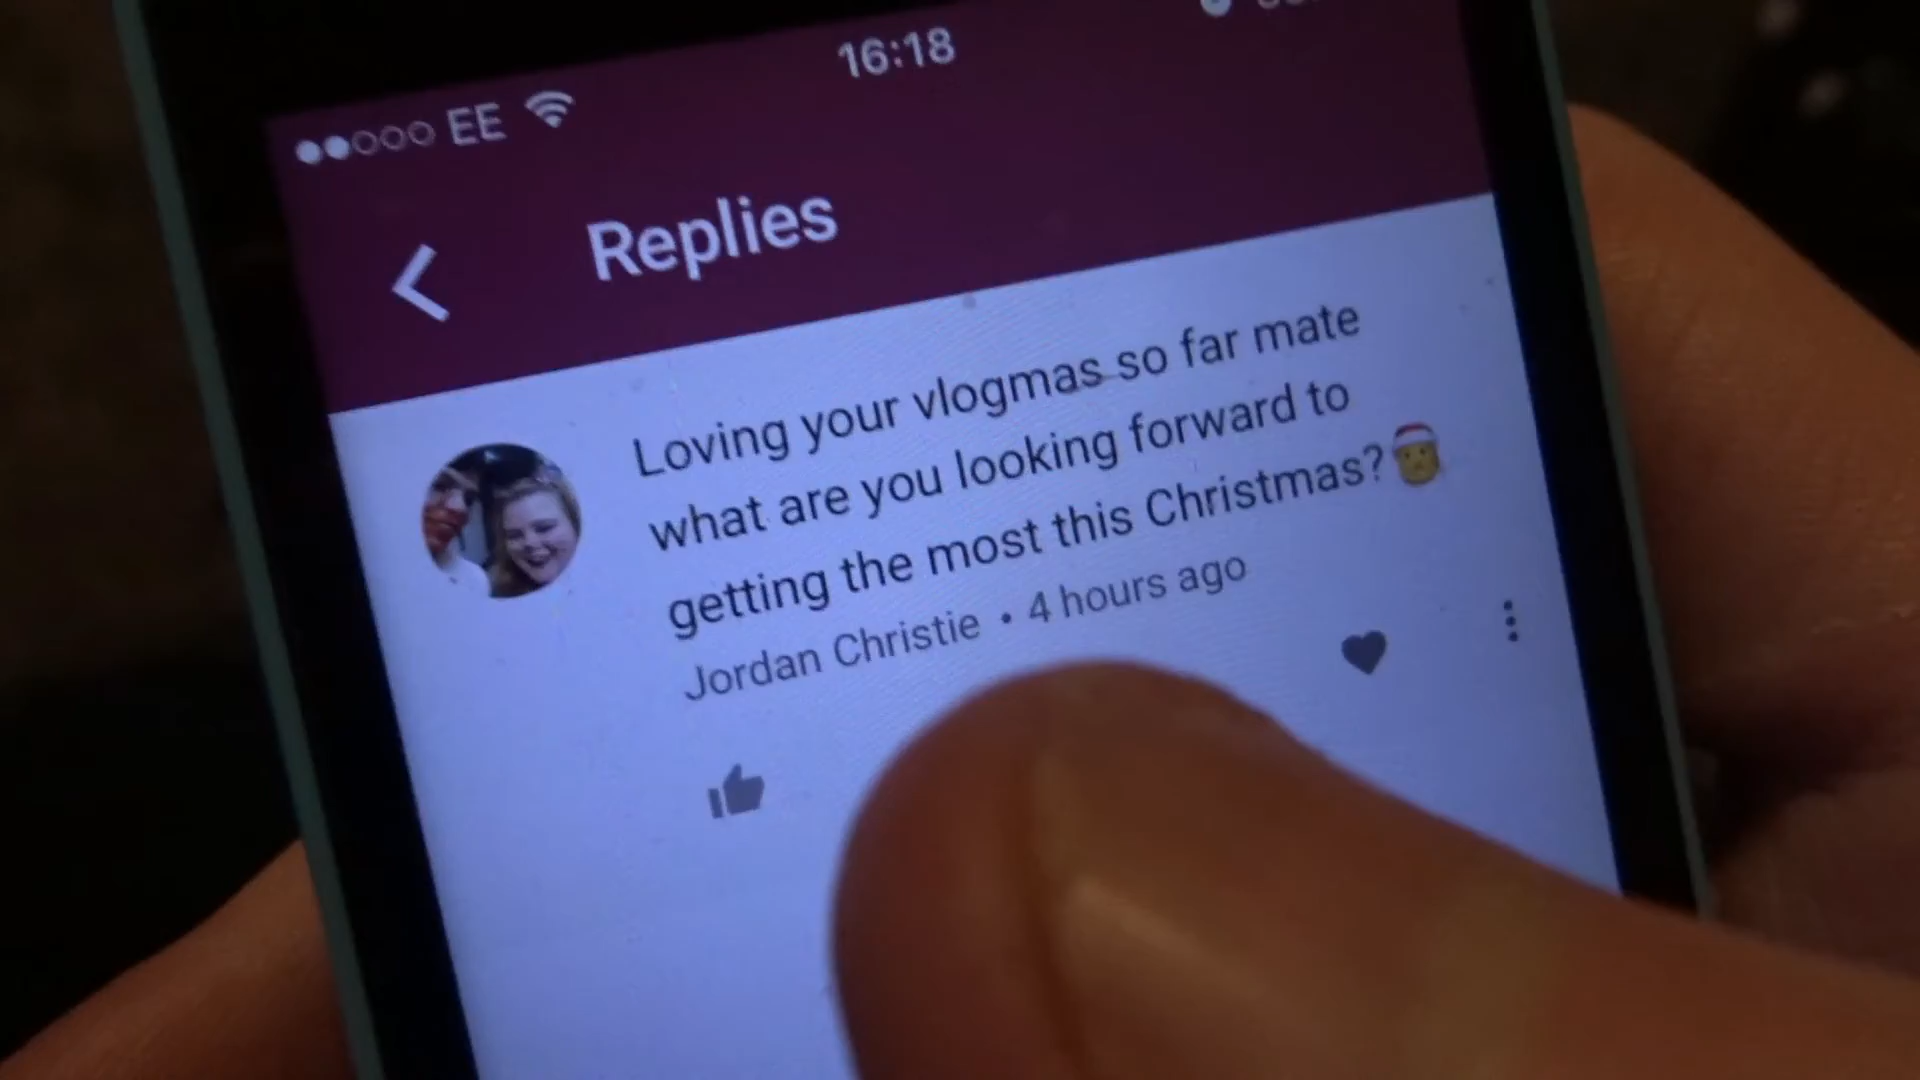 16:18
EE
Replies
Loving your vlogmas so far mate
what are you looking forward to
getting the most this Christmas?🎅
Jordan Christie • 4 hours ago